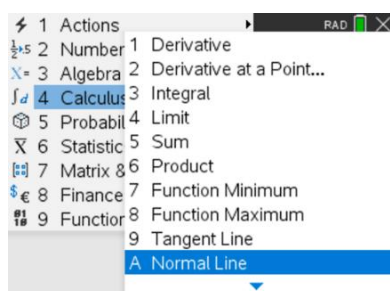 1 Actions
2 Number
3 Algebra
4 Calculus
5 Probabil
6 Statistic
7 Matrix &
8 Finance
9 Function
RAD
1 Derivative
2 Derivative at a Point...
3 Integral
4 Limit
5 Sum
6 Product
7 Function Minimum
8 Function Maximum
9 Tangent Line
A Normal Line